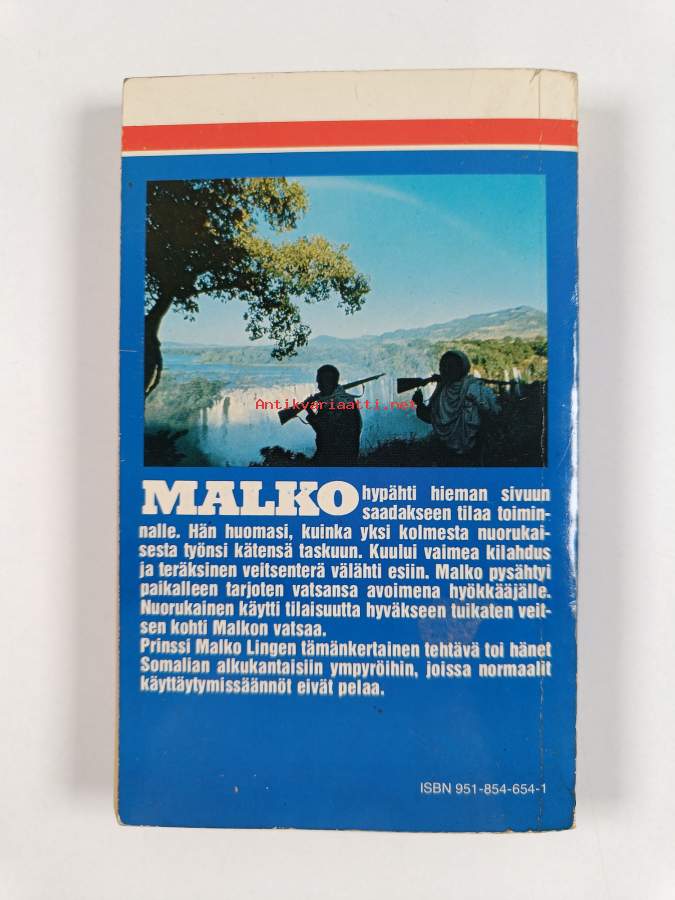 Antikvariaatti.net
MALKO hypähti hieman sivuun
saadakseen tilaa toimin-
nalle. Hän huomasi, kuinka yksi kolmesta nuorukai-
sesta työnsi kätensä taskuun. Kuului vaimea kilahdus
ja teräksinen veitsenterä välähti esiin. Malko pysähtyi
paikalleen tarjoten vatsansa avoimena hyökkääjälle.
Nuorukainen käytti tilaisuutta hyväkseen tuikaten veit-
sen kohti Malkon vatsaa.
Prinssi Malko Lingen tämänkertainen tehtävä toi hänet
Somalian alkukantaisiin ympyröihin, joissa normaalit
käyttäytymissäännöt eivät pelaa.
ISBN 951-854-654-1